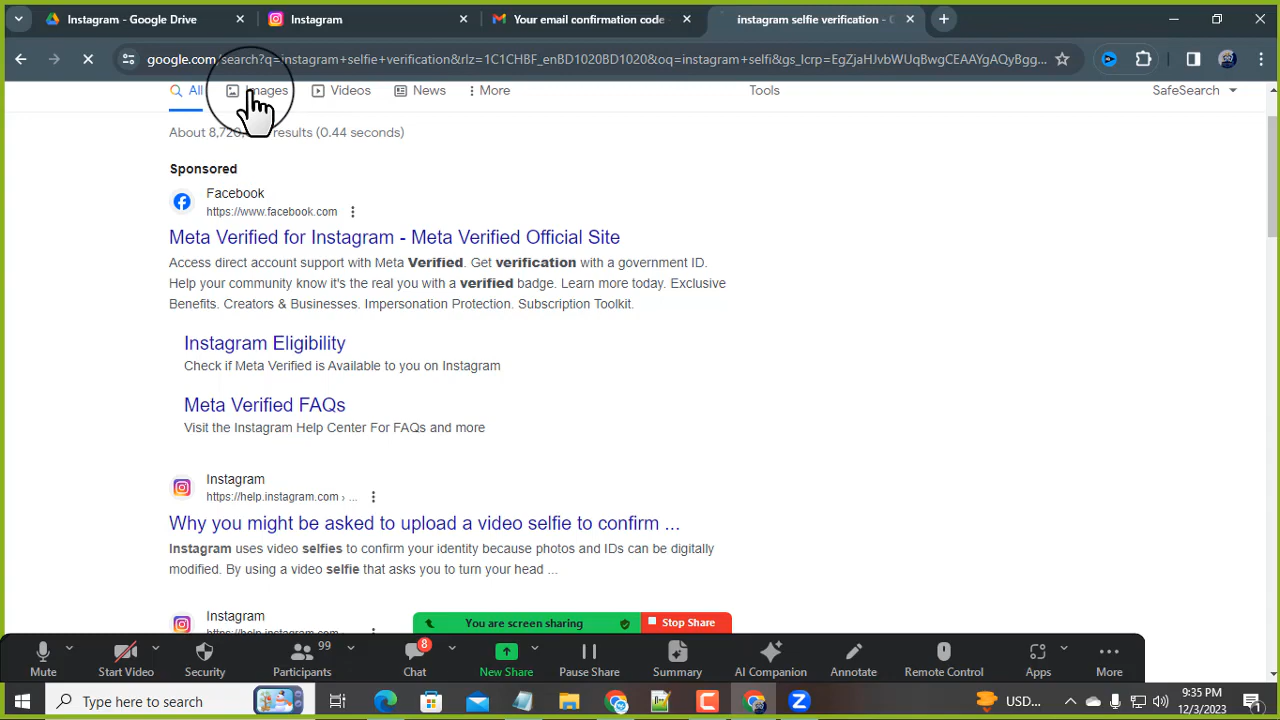 Instagram - Google Drive
Instagram
Your email confirmation code
instagram selfie verification -
google.com/search?q=instagram+selfie+verification&rlz=1C1CHBF_enBD1020BD1020&oq=instagram+selfi&gs_lcrp=EgZjaHJvbWUqBwgCEAAYgAQyBgg...
All
Images
Videos
News
More
Tools
SafeSearch
About 8,720, results (0.44 seconds)
Sponsored
Facebook
https://www.facebook.com
Meta Verified for Instagram - Meta Verified Official Site
Access direct account support with Meta Verified. Get verification with a government ID.
Help your community know it's the real you with a verified badge. Learn more today. Exclusive
Benefits. Creators & Businesses. Impersonation Protection. Subscription Toolkit.
Instagram Eligibility
Check if Meta Verified is Available to you on Instagram
Meta Verified FAQs
Visit the Instagram Help Center For FAQs and more
Instagram
https://help.instagram.com › ...
Why you might be asked to upload a video selfie to confirm ...
Instagram uses video selfies to confirm your identity because photos and IDs can be digitally
modified. By using a video selfie that asks you to turn your head ...
Instagram
https://help.instagram.com › ...
You are screen sharing
Stop Share
99
8
Mute
Start Video
Security
Participants
Chat
New Share
Pause Share
Summary
AI Companion
Annotate
Remote Control
Apps
More
Type here to search
USD...
9:35 PM
12/3/2023
1